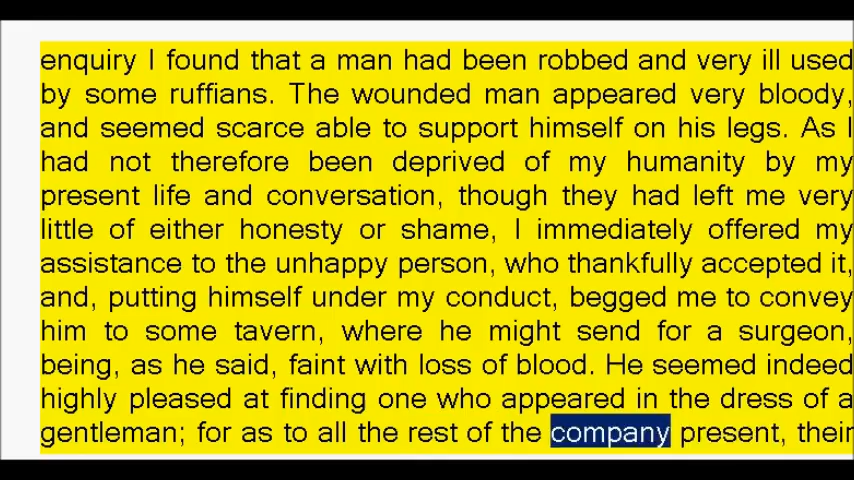 enquiry I found that a man had been robbed and very ill used
by some ruffians. The wounded man appeared very bloody,
and seemed scarce able to support himself on his legs. As I
had not therefore been deprived of my humanity by my
present life and conversation, though they had left me very
little of either honesty or shame, I immediately offered my
assistance to the unhappy person, who thankfully accepted it,
and, putting himself under my conduct, begged me to convey
him to some tavern, where he might send for a surgeon,
being, as he said, faint with loss of blood. He seemed indeed
highly pleased at finding one who appeared in the dress of a
gentleman; for as to all the rest of the company present, their